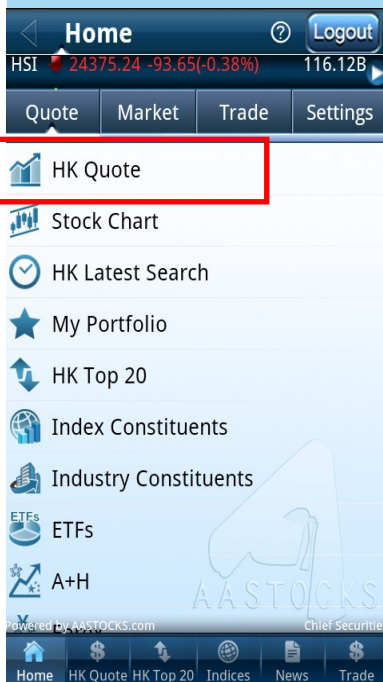 Home
Logout
HSI 24375.24 -93.65(-0.38%) 116.12B
Quote Market Trade Settings
HK Quote
Stock Chart
HK Latest Search
My Portfolio
HK Top 20
Index Constituents
Industry Constituents
ETFs ETFs
A+H
AASTOCKS
Powered by AASTOCKS.com Chief Securitie
Home HK Quote HK Top 20 Indices News Trade